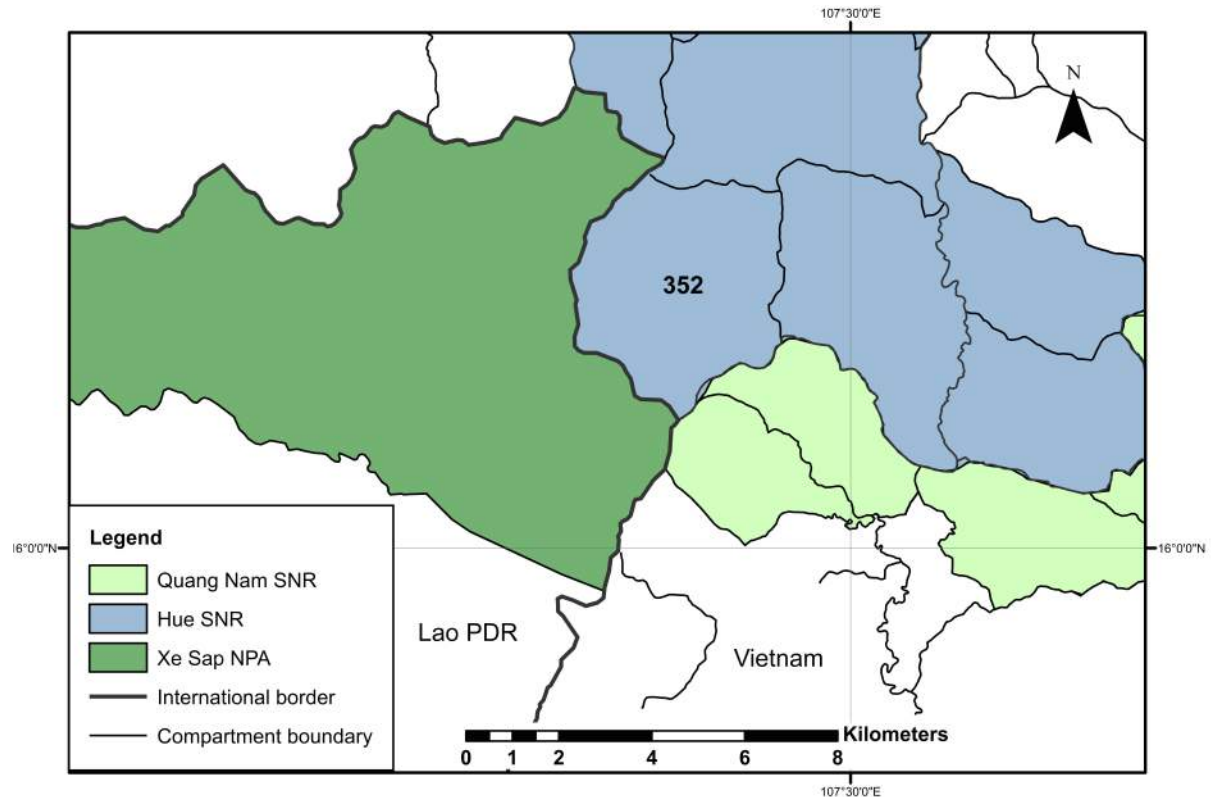 107°30'0"E
N
352
Legend
Quang Nam SNR
Hue SNR
Xe Sap NPA
International border
Compartment boundary
16°0'0"N
16°0'0"N
Lao PDR
Vietnam
Kilometers
0 1 2 4 6 8
107°30'0"E